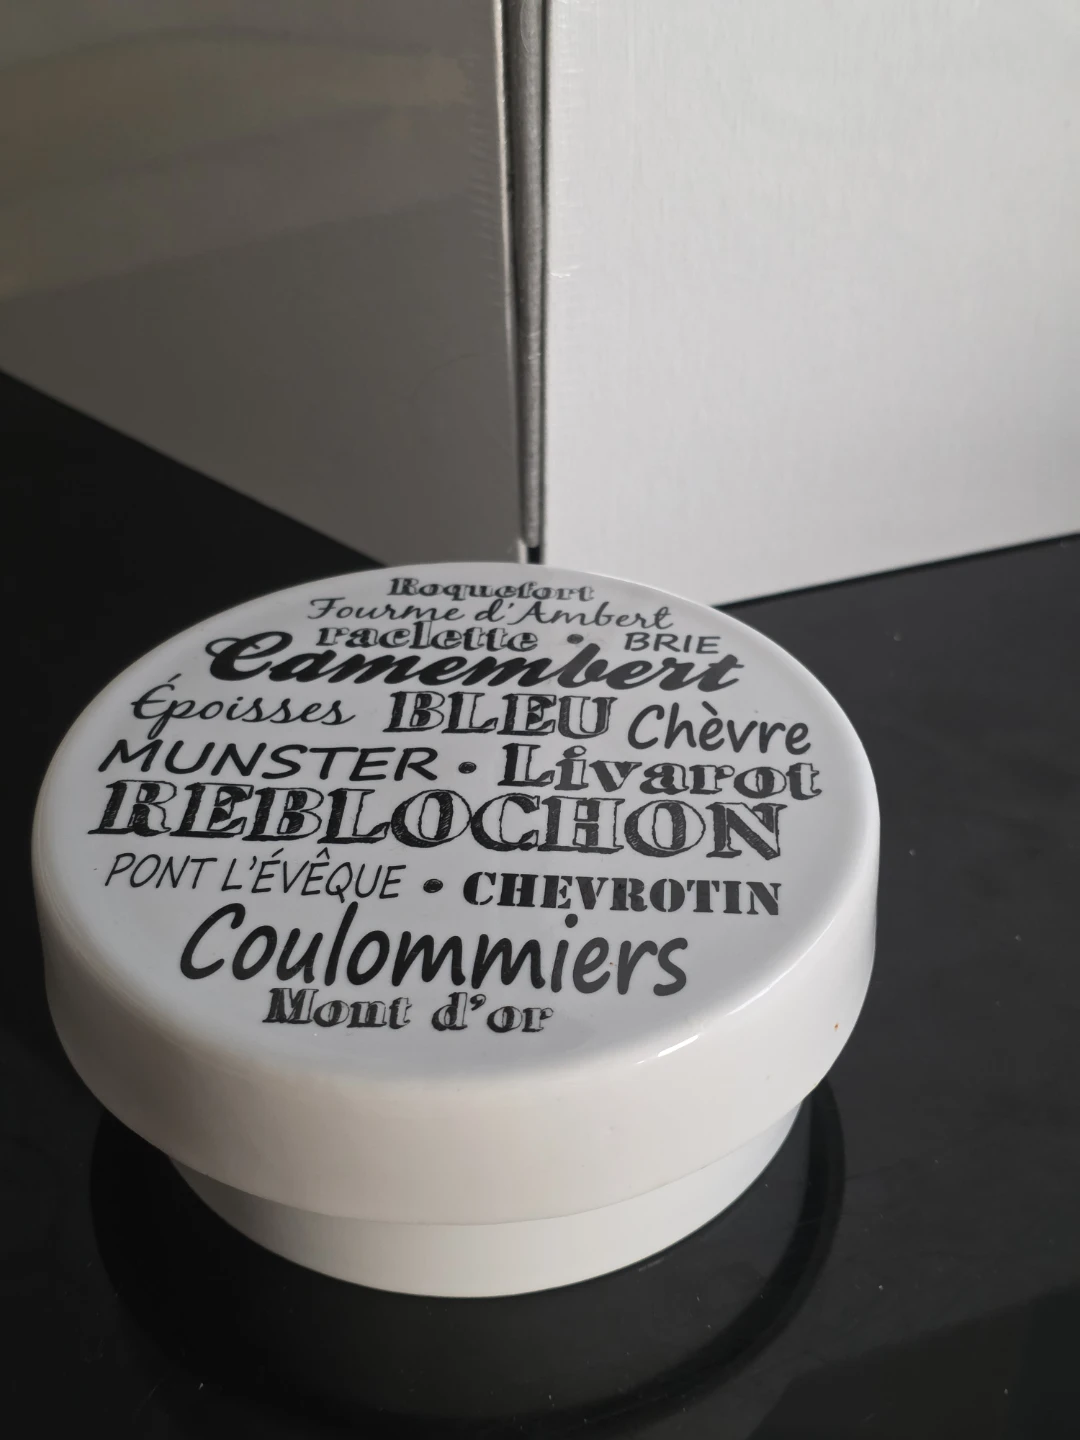 Roquefort
Fourme d'Ambert
raclette • BRIE
Camembert
Époisses BLEU Chèvre
MUNSTER • Livarot
REBLOCHON
PONT L'ÉVÊQUE • CHEVROTIN
Coulommiers
Mont d'or